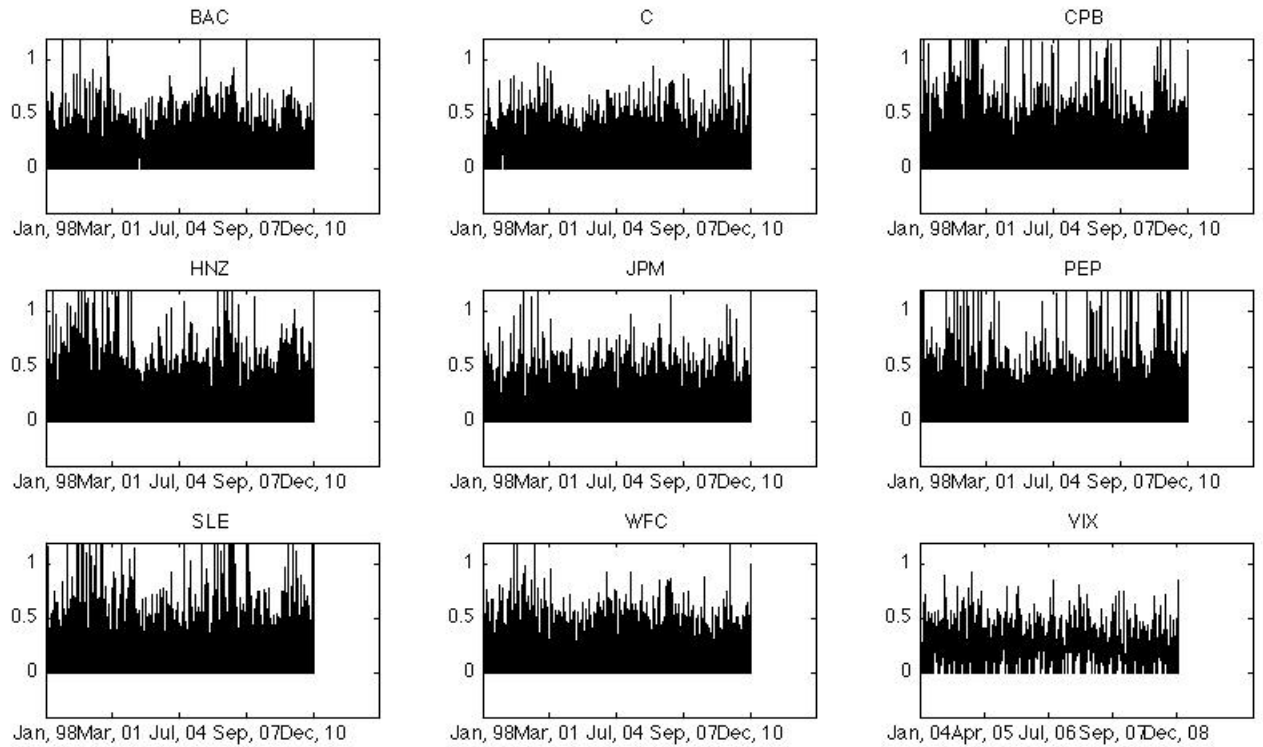 BAC C CPB
1 1 1
0.5 0.5 0.5
0 0 0
Jan, 98Mar, 01 Jul, 04 Sep, 07Dec, 10 Jan, 98Mar, 01 Jul, 04 Sep, 07Dec, 10 Jan, 98Mar, 01 Jul, 04 Sep, 07Dec, 10
HNZ JPM PEP
1 1 1
0.5 0.5 0.5
0 0 0
Jan, 98Mar, 01 Jul, 04 Sep, 07Dec, 10 Jan, 98Mar, 01 Jul, 04 Sep, 07Dec, 10 Jan, 98Mar, 01 Jul, 04 Sep, 07Dec, 10
SLE WFC VIX
1 1 1
0.5 0.5 0.5
0 0 0
Jan, 98Mar, 01 Jul, 04 Sep, 07Dec, 10 Jan, 98Mar, 01 Jul, 04 Sep, 07Dec, 10 Jan, 04Apr, 05 Jul, 06 Sep, 07Dec, 08